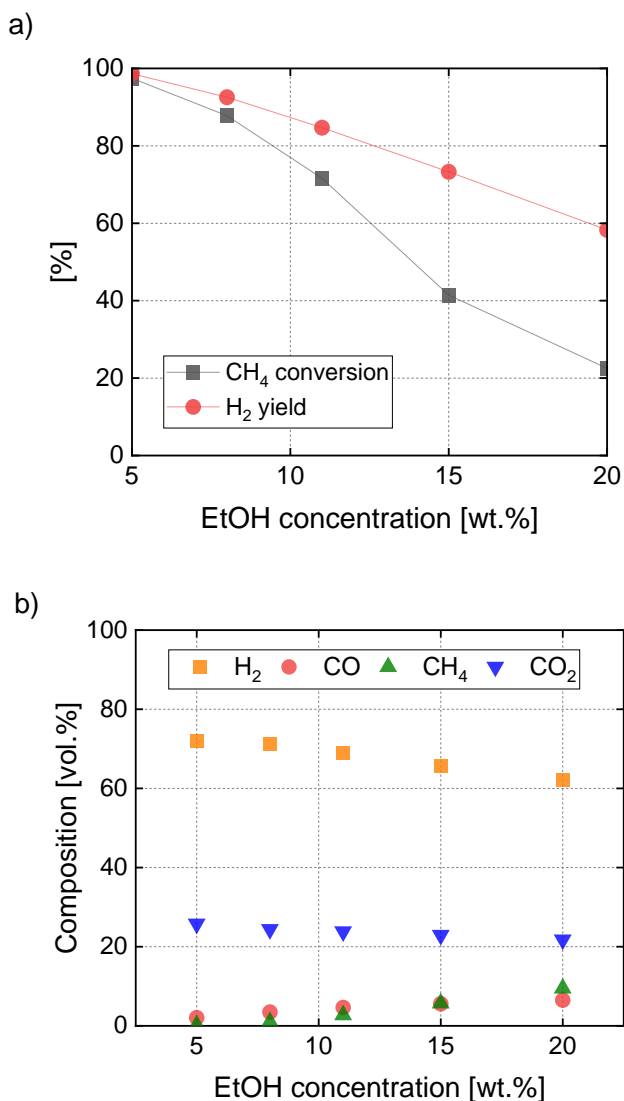 a)
100
80
60
40
20
0
[%]
CH₄ conversion
H₂ yield
5 10 15 20
EtOH concentration [wt.%]
b)
100
80
60
40
20
0
Composition [vol.%]
H₂ CO CH₄ CO₂
5 10 15 20
EtOH concentration [wt.%]